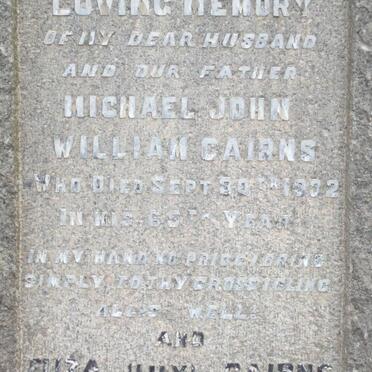 LOVING MEMORY
OF MY DEAR HUSBAND
AND OUR FATHER
MICHAEL JOHN
WILLIAM CAIRNS
WHO DIED SEPT 30TH 1932
IN HIS 65TH YEAR
IN MY HAND NO PRICE I BRING
SIMPLY TO THY CROSS I CLING
ALL'S WELL.
AND
CAIRNS